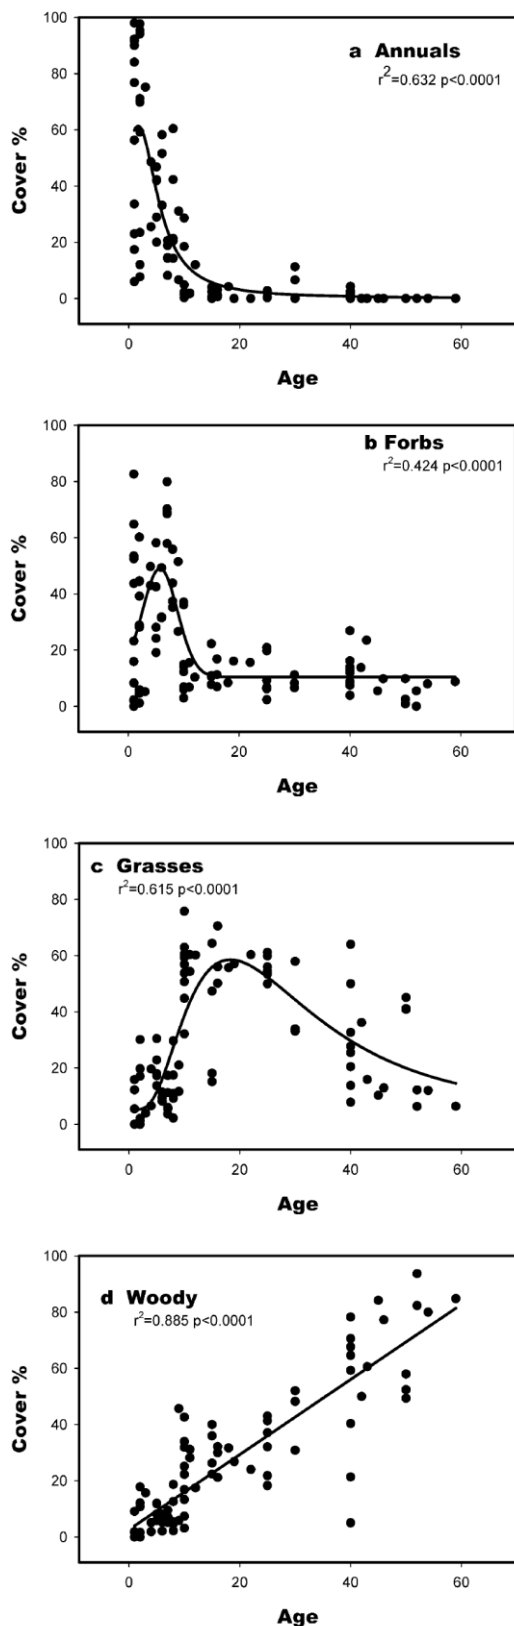 a Annuals
r²=0.632 p<0.0001
Cover %
100
80
60
40
20
0
0 20 40 60
Age
b Forbs
r²=0.424 p<0.0001
Cover %
100
80
60
40
20
0
0 20 40 60
Age
c Grasses
r²=0.615 p<0.0001
Cover %
100
80
60
40
20
0
0 20 40 60
Age
d Woody
r²=0.885 p<0.0001
Cover %
100
80
60
40
20
0
0 20 40 60
Age